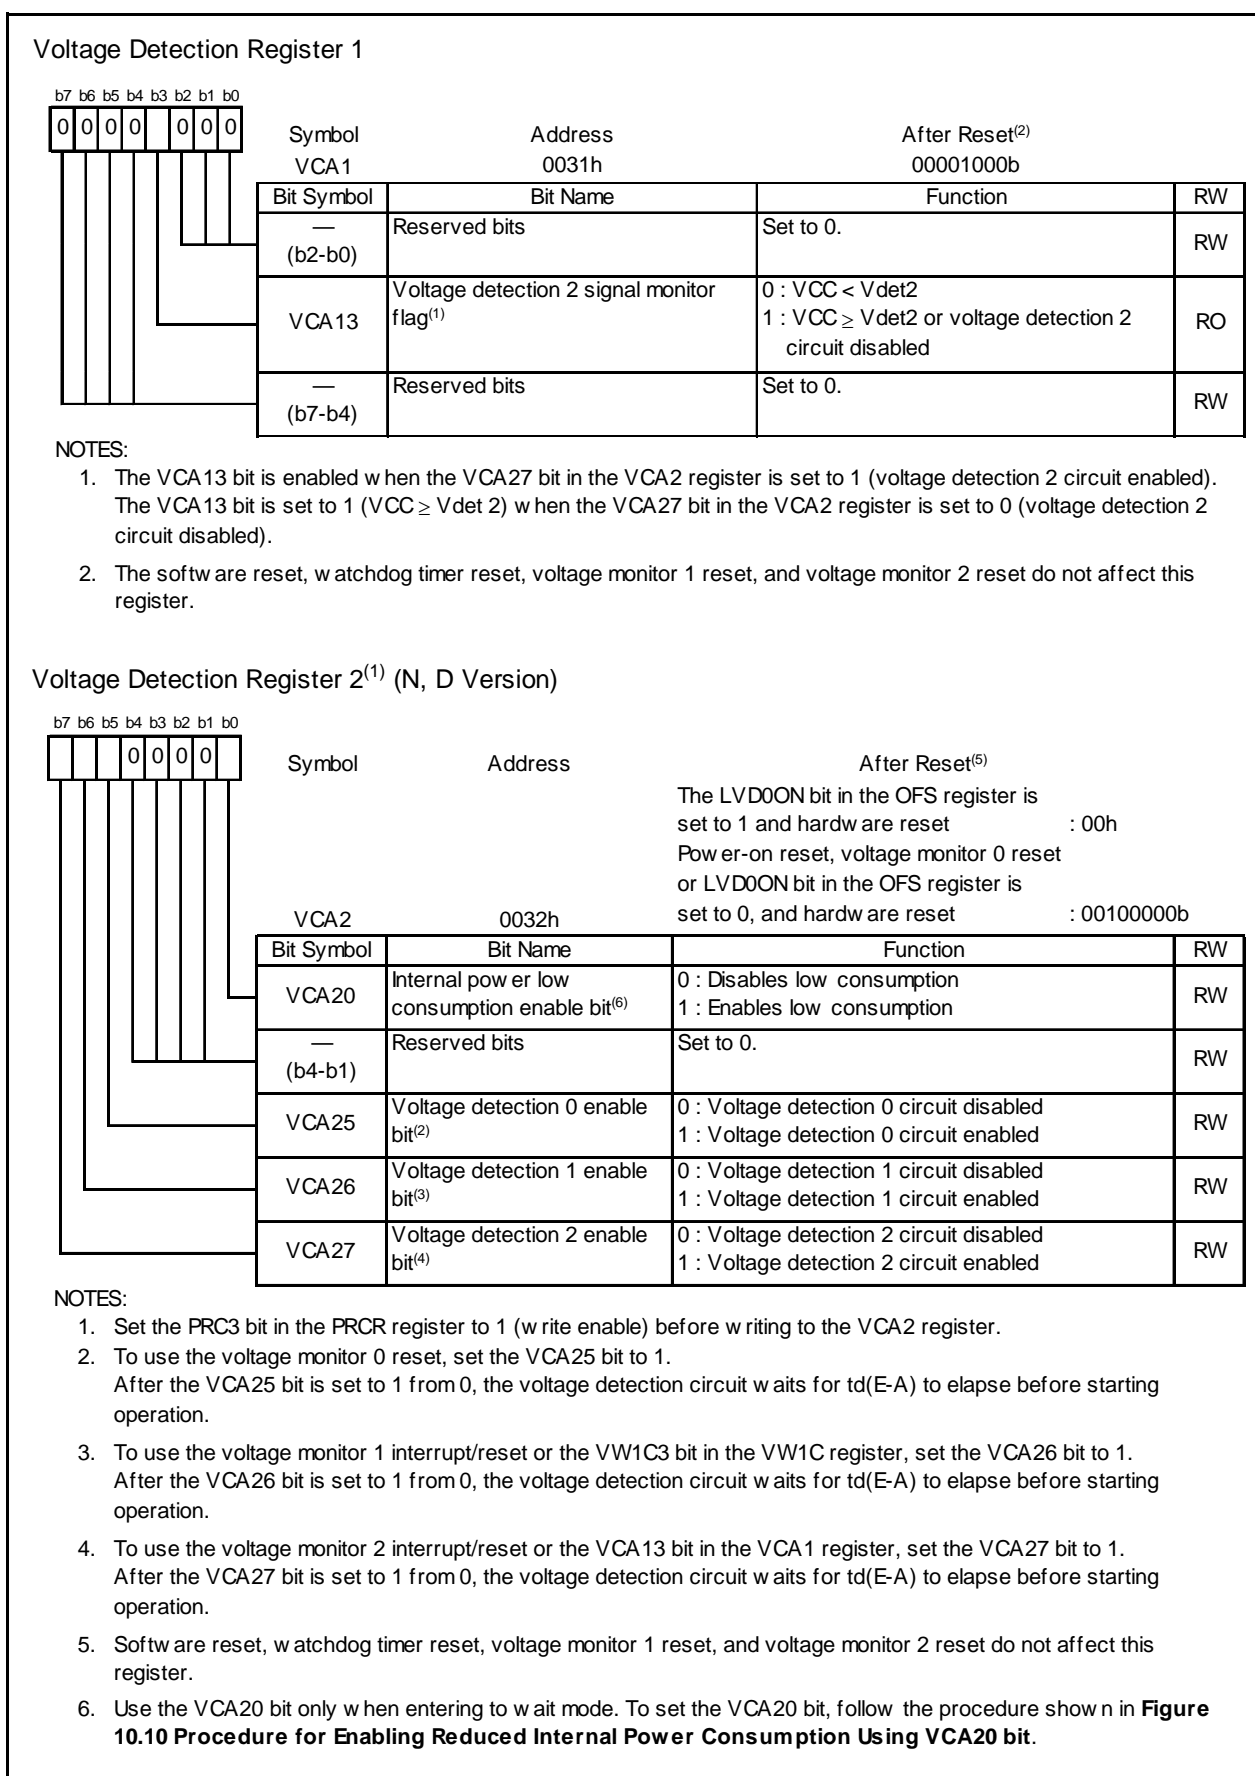 Voltage Detection Register 1
b7 b6 b5 b4 b3 b2 b1 b0
0 0 0 0 0 0 0
Symbol Address After Reset(2)
VCA1 0031h 00001000b
Bit Symbol Bit Name Function RW
— (b2-b0) Reserved bits Set to 0. RW
VCA13 Voltage detection 2 signal monitor flag(1) 0 : VCC < Vdet2 RO
1 : VCC ≥ Vdet2 or voltage detection 2
circuit disabled
— (b7-b4) Reserved bits Set to 0. RW
NOTES:
1. The VCA13 bit is enabled when the VCA27 bit in the VCA2 register is set to 1 (voltage detection 2 circuit enabled).
The VCA13 bit is set to 1 (VCC ≥ Vdet 2) when the VCA27 bit in the VCA2 register is set to 0 (voltage detection 2
circuit disabled).
2. The software reset, watchdog timer reset, voltage monitor 1 reset, and voltage monitor 2 reset do not affect this
register.
Voltage Detection Register 2(1) (N, D Version)
b7 b6 b5 b4 b3 b2 b1 b0
0 0 0 0
Symbol Address After Reset(5)
The LVD0ON bit in the OFS register is
set to 1 and hardware reset : 00h
Power-on reset, voltage monitor 0 reset
or LVD0ON bit in the OFS register is
VCA2 0032h set to 0, and hardware reset : 00100000b
Bit Symbol Bit Name Function RW
VCA20 Internal power low consumption enable bit(6) 0 : Disables low consumption RW
1 : Enables low consumption
— (b4-b1) Reserved bits Set to 0. RW
VCA25 Voltage detection 0 enable bit(2) 0 : Voltage detection 0 circuit disabled RW
1 : Voltage detection 0 circuit enabled
VCA26 Voltage detection 1 enable bit(3) 0 : Voltage detection 1 circuit disabled RW
1 : Voltage detection 1 circuit enabled
VCA27 Voltage detection 2 enable bit(4) 0 : Voltage detection 2 circuit disabled RW
1 : Voltage detection 2 circuit enabled
NOTES:
1. Set the PRC3 bit in the PRCR register to 1 (write enable) before writing to the VCA2 register.
2. To use the voltage monitor 0 reset, set the VCA25 bit to 1.
After the VCA25 bit is set to 1 from 0, the voltage detection circuit waits for td(E-A) to elapse before starting
operation.
3. To use the voltage monitor 1 interrupt/reset or the VW1C3 bit in the VW1C register, set the VCA26 bit to 1.
After the VCA26 bit is set to 1 from 0, the voltage detection circuit waits for td(E-A) to elapse before starting
operation.
4. To use the voltage monitor 2 interrupt/reset or the VCA13 bit in the VCA1 register, set the VCA27 bit to 1.
After the VCA27 bit is set to 1 from 0, the voltage detection circuit waits for td(E-A) to elapse before starting
operation.
5. Software reset, watchdog timer reset, voltage monitor 1 reset, and voltage monitor 2 reset do not affect this
register.
6. Use the VCA20 bit only when entering to wait mode. To set the VCA20 bit, follow the procedure shown in Figure
10.10 Procedure for Enabling Reduced Internal Power Consumption Using VCA20 bit.